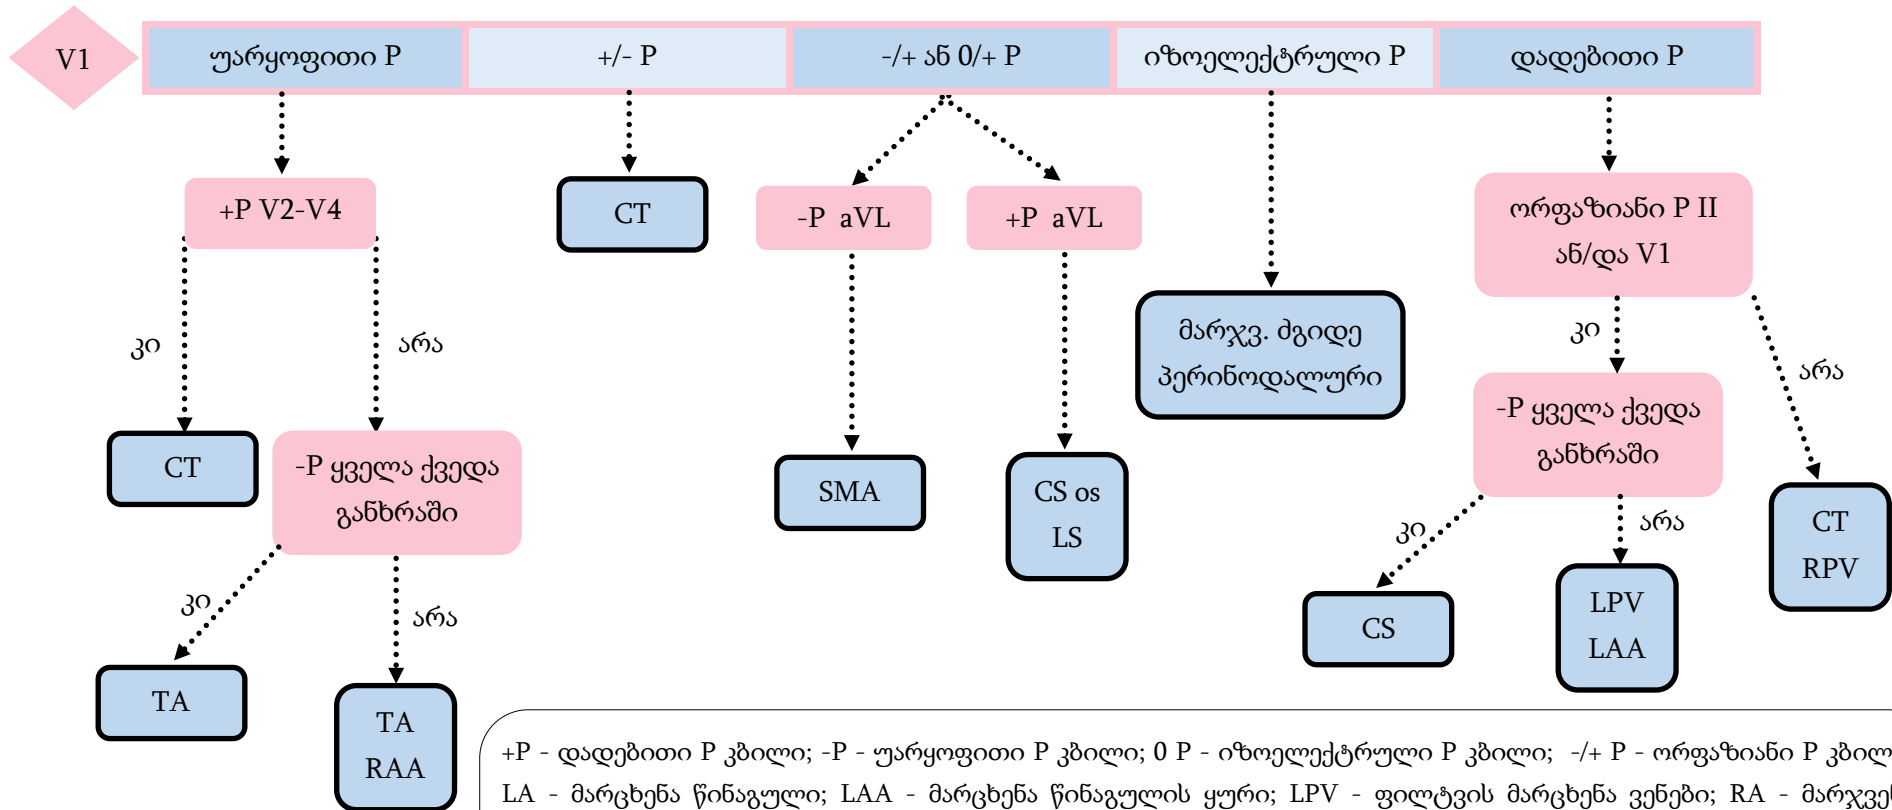 V1
უარყოფითი P
+/- P
-/+ ან 0/+ P
იზოელექტრული P
დადებითი P
+P V2-V4
CT
-P aVL
+P aVL
ორფაზიანი P II
ან/და V1
კი
არა
მარჯვ. ძგიდე
პერინოდალური
კი
არა
CT
-P ყველა ქვედა
განხრაში
SMA
CS os
LS
-P ყველა ქვედა
განხრაში
CT
RPV
კი
არა
კი
არა
TA
TA
RAA
CS
LPV
LAA
+P - დადებითი P კბილი; -P - უარყოფითი P კბილი; 0 P - იზოელექტრული P კბილი; -/+ P - ორფაზიანი P კბილ
LA - მარცხენა წინაგული; LAA - მარცხენა წინაგულის ყური; LPV - ფილტვის მარცხენა ვენები; RA - მარჯვე